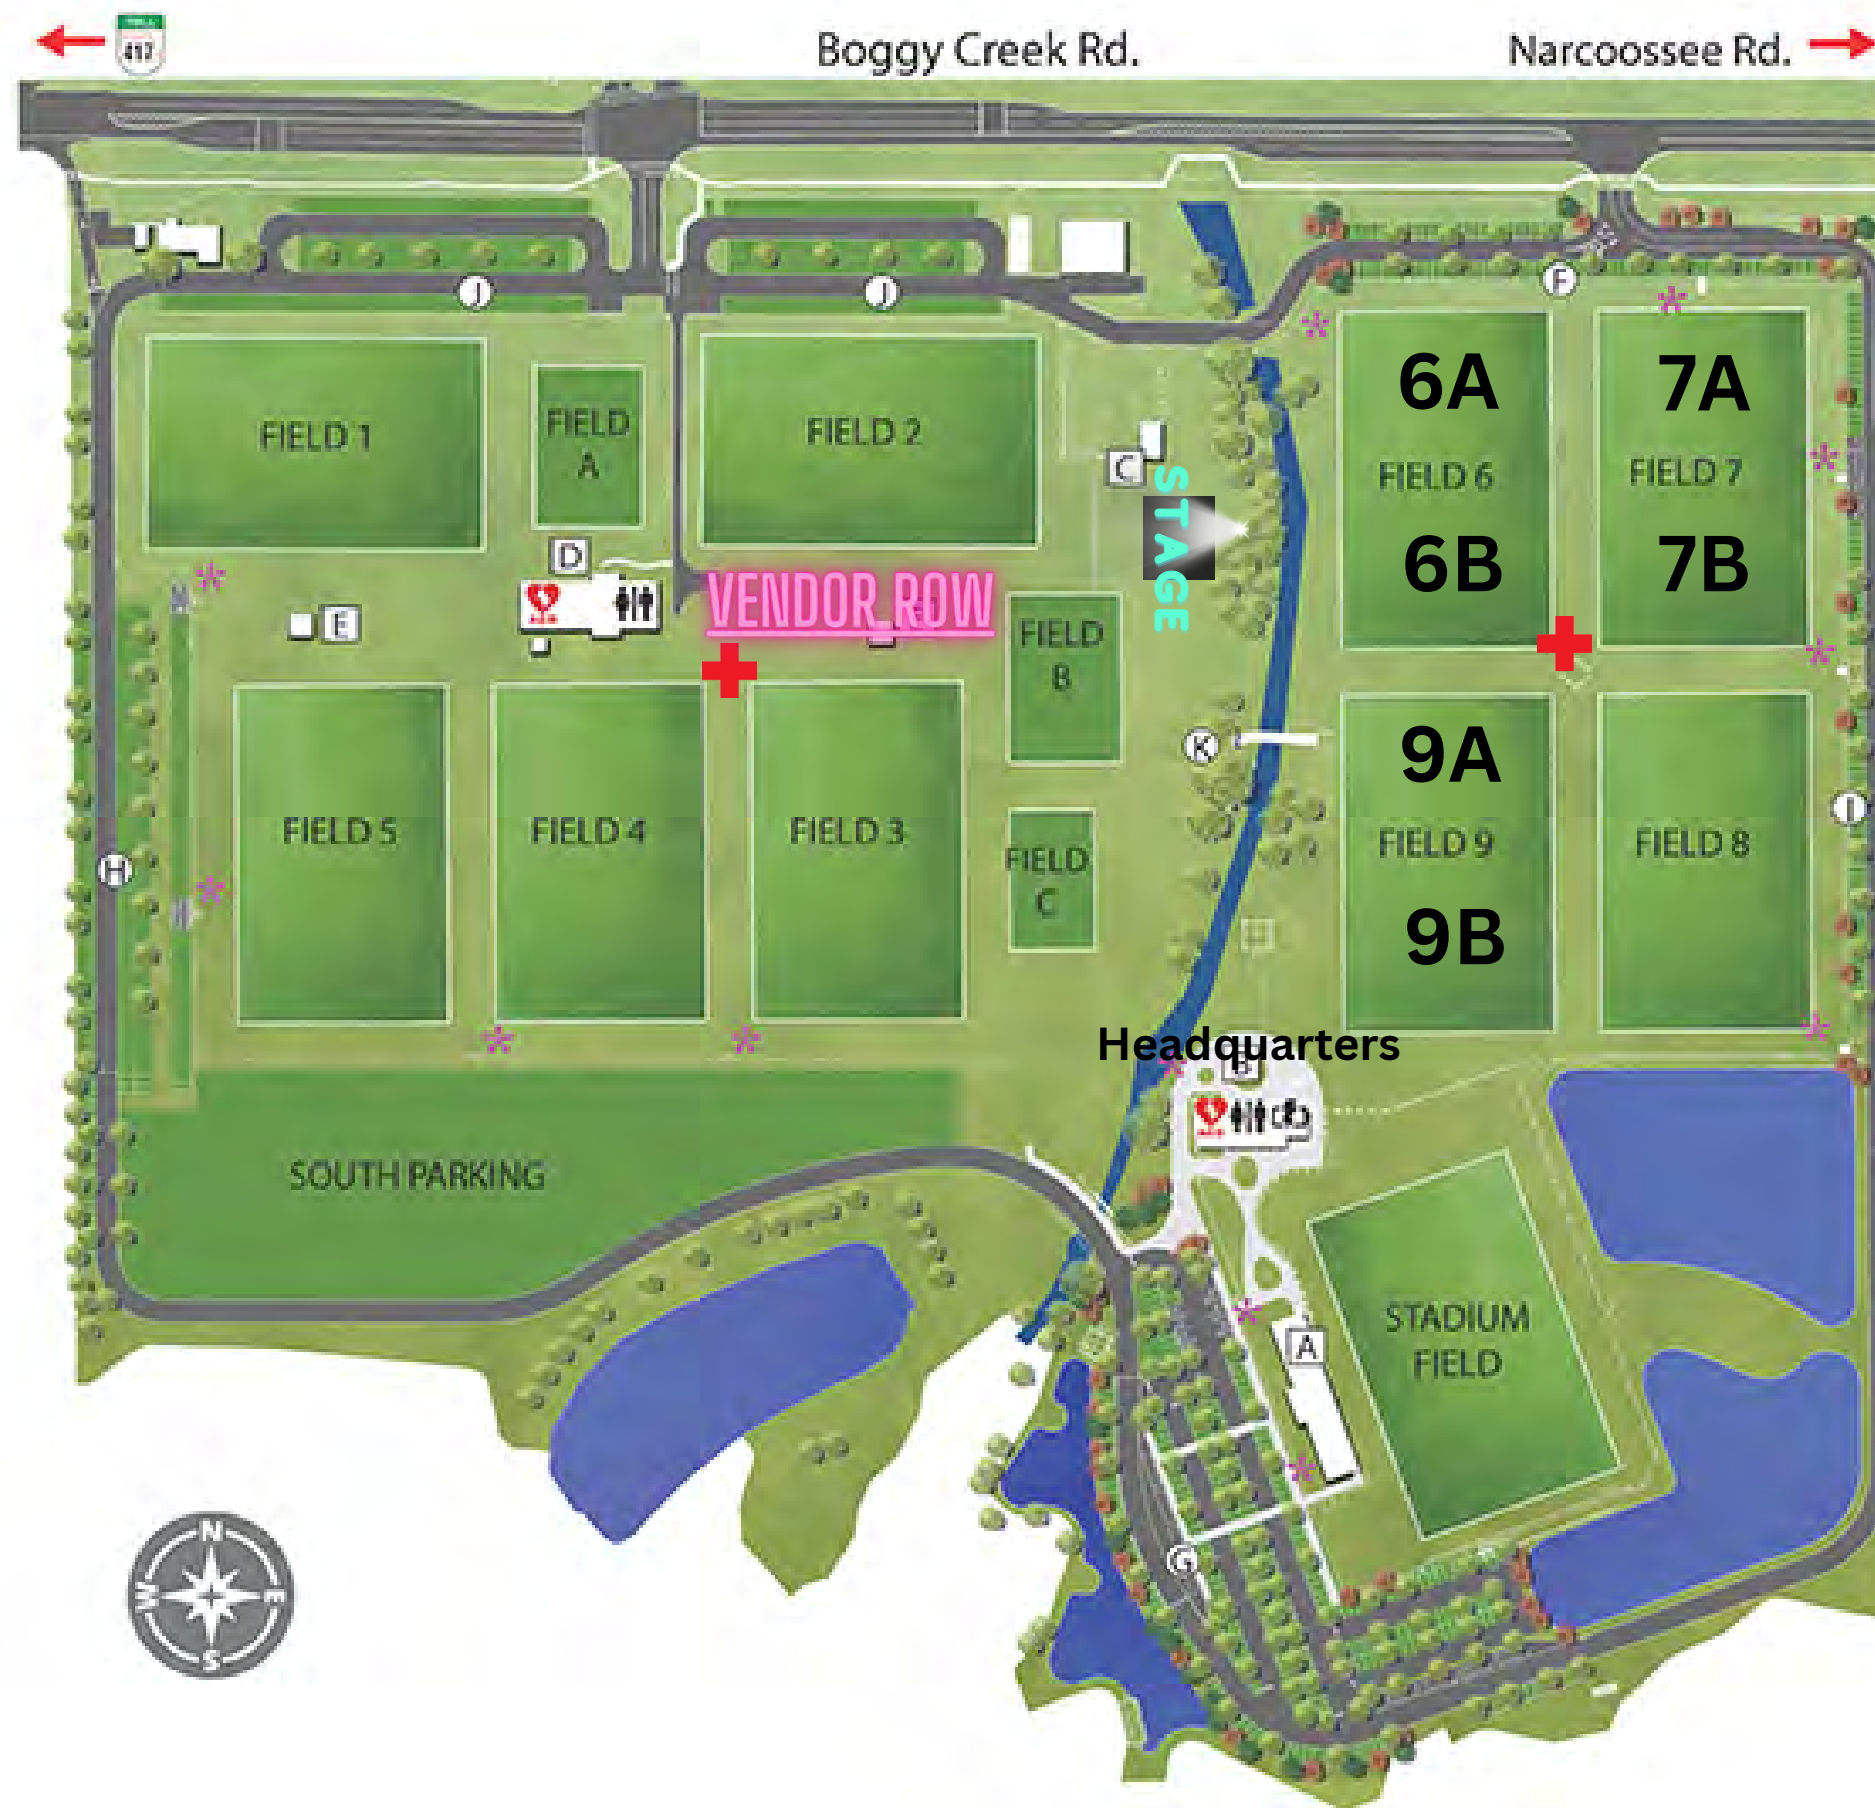 417
Boggy Creek Rd.
Narcoossee Rd.
J
J
F
FIELD 1
FIELD
A
FIELD 2
C
STAGE
6A
FIELD 6
6B
7A
FIELD 7
7B
D
E
VENDOR ROW
FIELD
B
K
FIELD 5
FIELD 4
FIELD 3
FIELD
C
9A
FIELD 9
9B
FIELD 8
I
H
Headquarters
B
SOUTH PARKING
A
STADIUM
FIELD
G
N
W
E
S